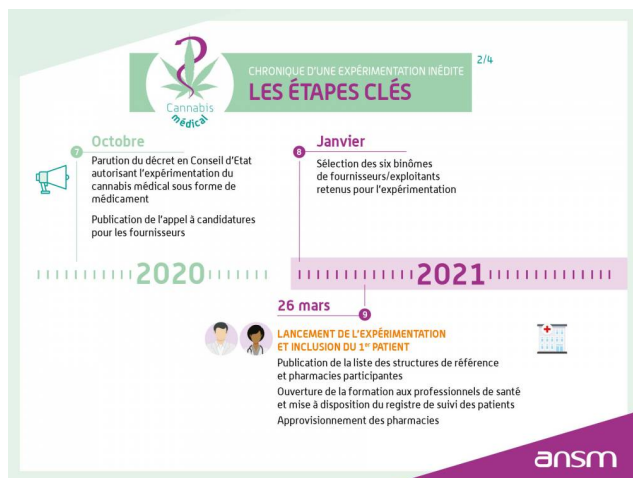 CHRONIQUE D'UNE EXPÉRIMENTATION INÉDITE
2/4
LES ÉTAPES CLÉS
Cannabis
médical
Octobre
7
Parution du décret en Conseil d'Etat
autorisant l'expérimentation du
cannabis médical sous forme de
médicament
Publication de l'appel à candidatures
pour les fournisseurs
Janvier
8
Sélection des six binômes
de fournisseurs/exploitants
retenus pour l'expérimentation
2020
2021
26 mars
9
LANCEMENT DE L'EXPÉRIMENTATION
ET INCLUSION DU 1er PATIENT
Publication de la liste des structures de référence
et pharmacies participantes
Ouverture de la formation aux professionnels de santé
et mise à disposition du registre de suivi des patients
Approvisionnement des pharmacies
ansm